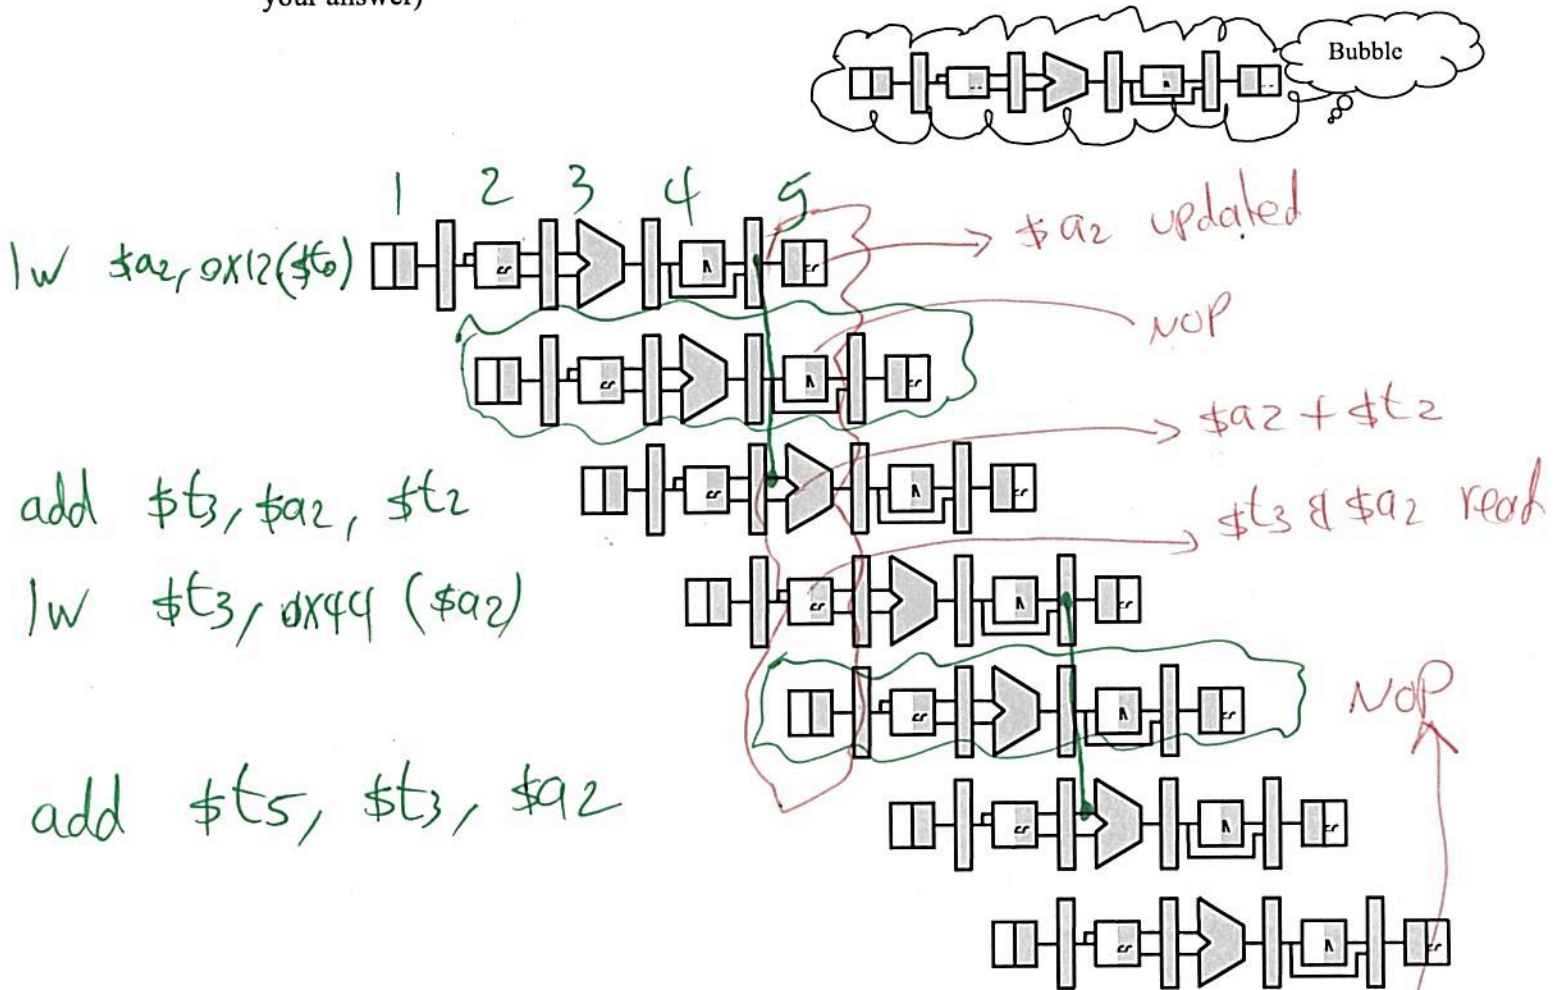 your answer)
Bubble
1 2 3 4 5
lw $a2, 0x12($t0)
$a2 updated
NOP
add $t3, $a2, $t2
$a2 + $t2
lw $t3, 0x44 ($a2)
$t3 & $a2 read
NOP
add $t5, $t3, $a2